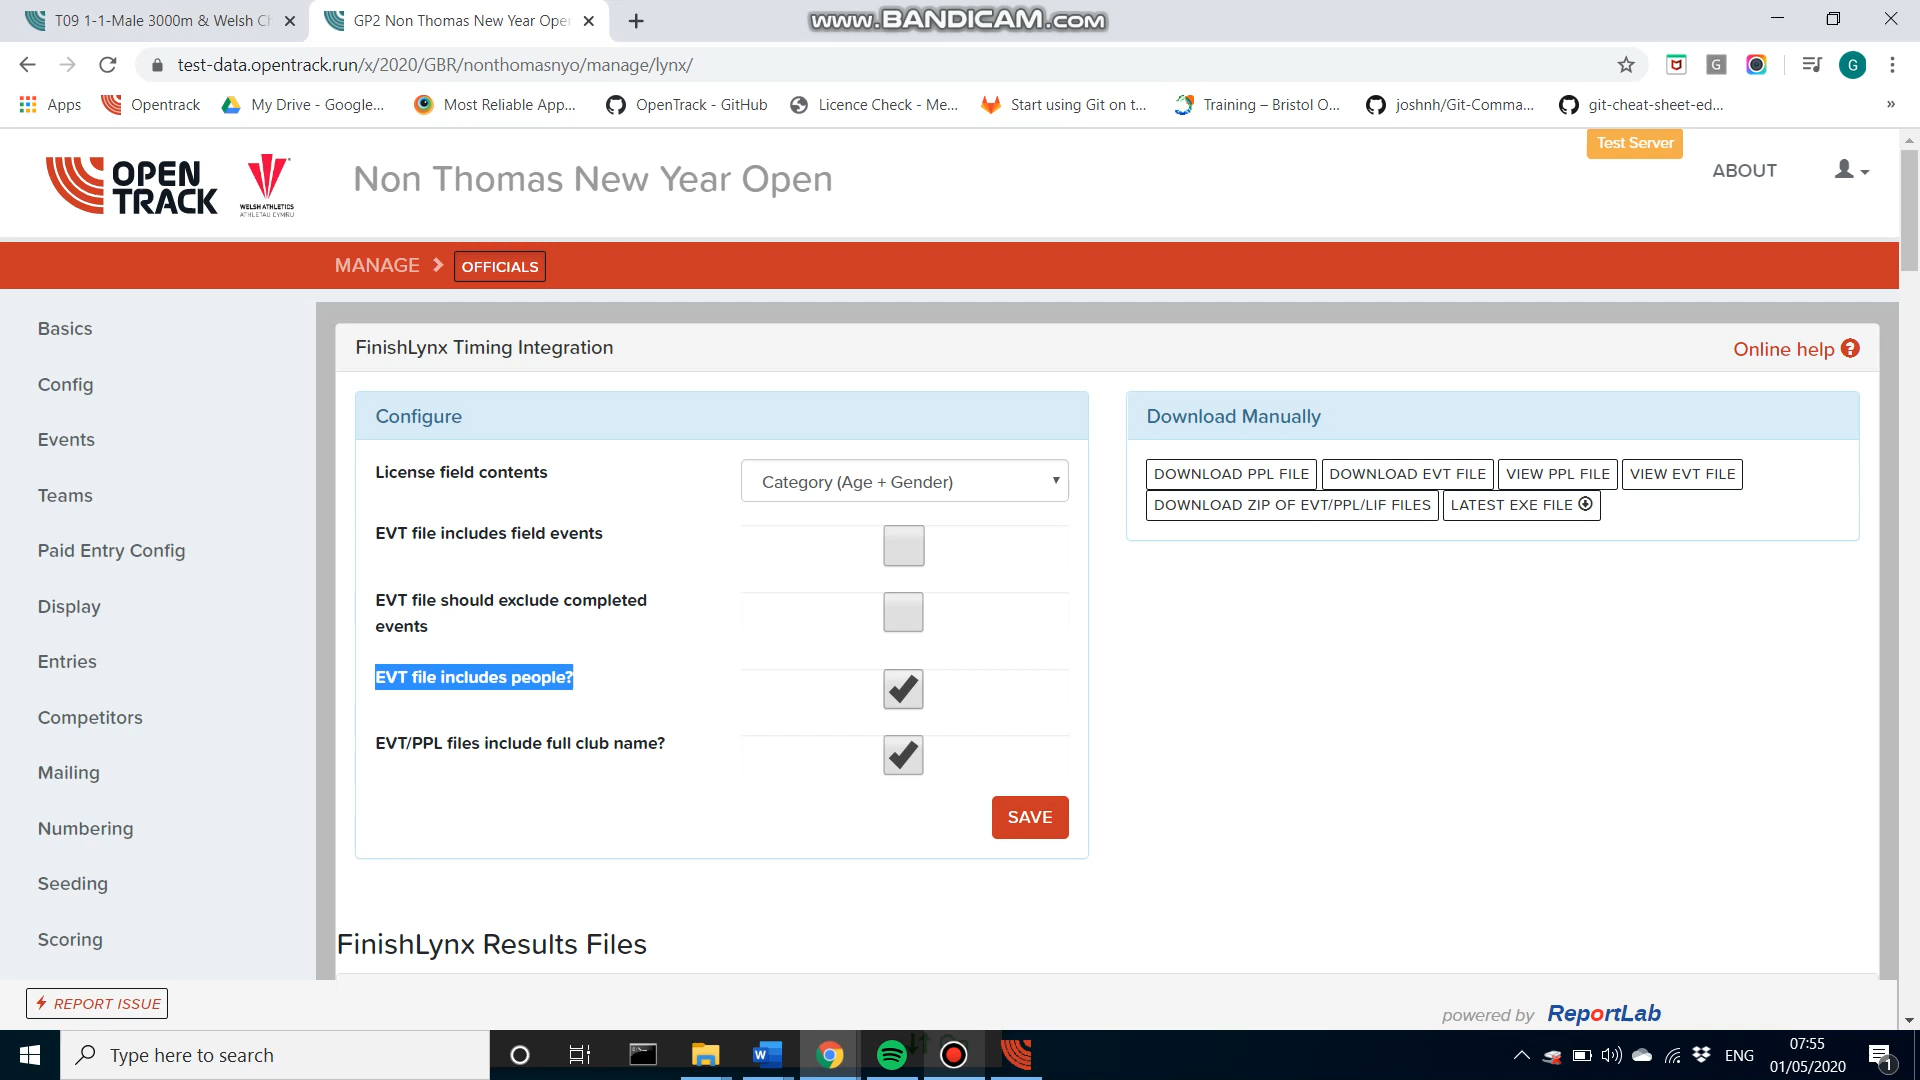 T09 1-1-Male 3000m & Welsh Ch
GP2 Non Thomas New Year Open
www.BANDICAM.com
test-data.opentrack.run/x/2020/GBR/nonthomasnyo/manage/lynx/
G
G
Apps
Opentrack
My Drive - Google...
Most Reliable App...
OpenTrack - GitHub
Licence Check - Me...
Start using Git on t...
Training – Bristol O...
joshnh/Git-Comma...
git-cheat-sheet-ed...
»
OPEN
TRACK
WELSH ATHLETICS
ATHLETAU CYMRU
Non Thomas New Year Open
Test Server
ABOUT
MANAGE
OFFICIALS
Basics
Config
Events
Teams
Paid Entry Config
Display
Entries
Competitors
Mailing
Numbering
Seeding
Scoring
FinishLynx Timing Integration
Online help ?
Configure
License field contents
Category (Age + Gender)
EVT file includes field events
EVT file should exclude completed
events
EVT file includes people?
EVT/PPL files include full club name?
SAVE
Download Manually
DOWNLOAD PPL FILE
DOWNLOAD EVT FILE
VIEW PPL FILE
VIEW EVT FILE
DOWNLOAD ZIP OF EVT/PPL/LIF FILES
LATEST EXE FILE
FinishLynx Results Files
REPORT ISSUE
powered by ReportLab
Type here to search
W
ENG
07:55
01/05/2020
1